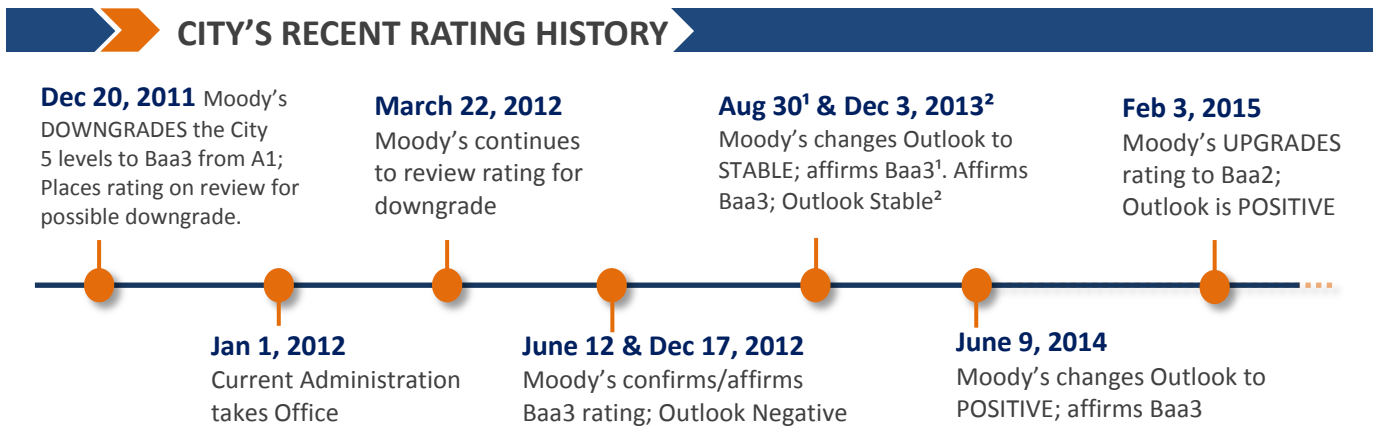 CITY’S RECENT RATING HISTORY
Dec 20, 2011 Moody’s
DOWNGRADES the City
5 levels to Baa3 from A1;
Places rating on review for
possible downgrade.
March 22, 2012
Moody’s continues
to review rating for
downgrade
Aug 30¹ & Dec 3, 2013²
Moody’s changes Outlook to
STABLE; affirms Baa3¹. Affirms
Baa3; Outlook Stable²
Feb 3, 2015
Moody’s UPGRADES
rating to Baa2;
Outlook is POSITIVE
Jan 1, 2012
Current Administration
takes Office
June 12 & Dec 17, 2012
Moody’s confirms/affirms
Baa3 rating; Outlook Negative
June 9, 2014
Moody’s changes Outlook to
POSITIVE; affirms Baa3